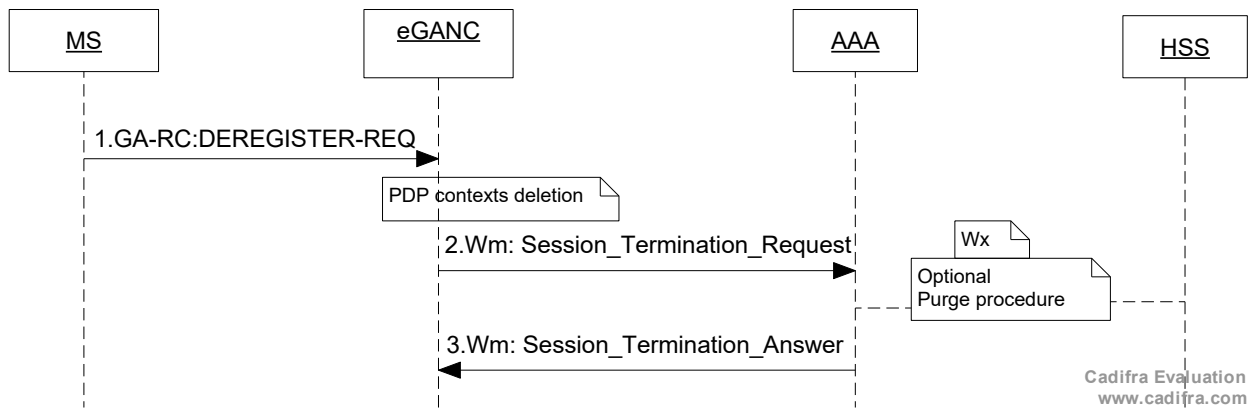 MS
eGANC
AAA
HSS
1.GA-RC:DEREGISTER-REQ
PDP contexts deletion
2.Wm: Session_Termination_Request
Wx
Optional
Purge procedure
3.Wm: Session_Termination_Answer
Cadifra Evaluation
www.cadifra.com